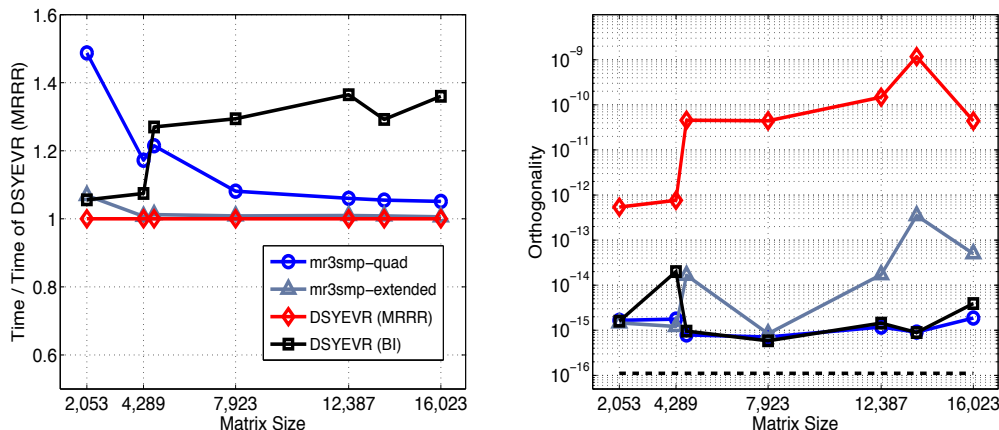 Time / Time of DSYEVR (MRRR)
1.6
1.4
1.2
1
0.8
0.6
mr3smp−quad
mr3smp−extended
DSYEVR (MRRR)
DSYEVR (BI)
2,053 4,289 7,923 12,387 16,023
Matrix Size
Orthogonality
10⁻⁹
10⁻¹⁰
10⁻¹¹
10⁻¹²
10⁻¹³
10⁻¹⁴
10⁻¹⁵
10⁻¹⁶
2,053 4,289 7,923 12,387 16,023
Matrix Size